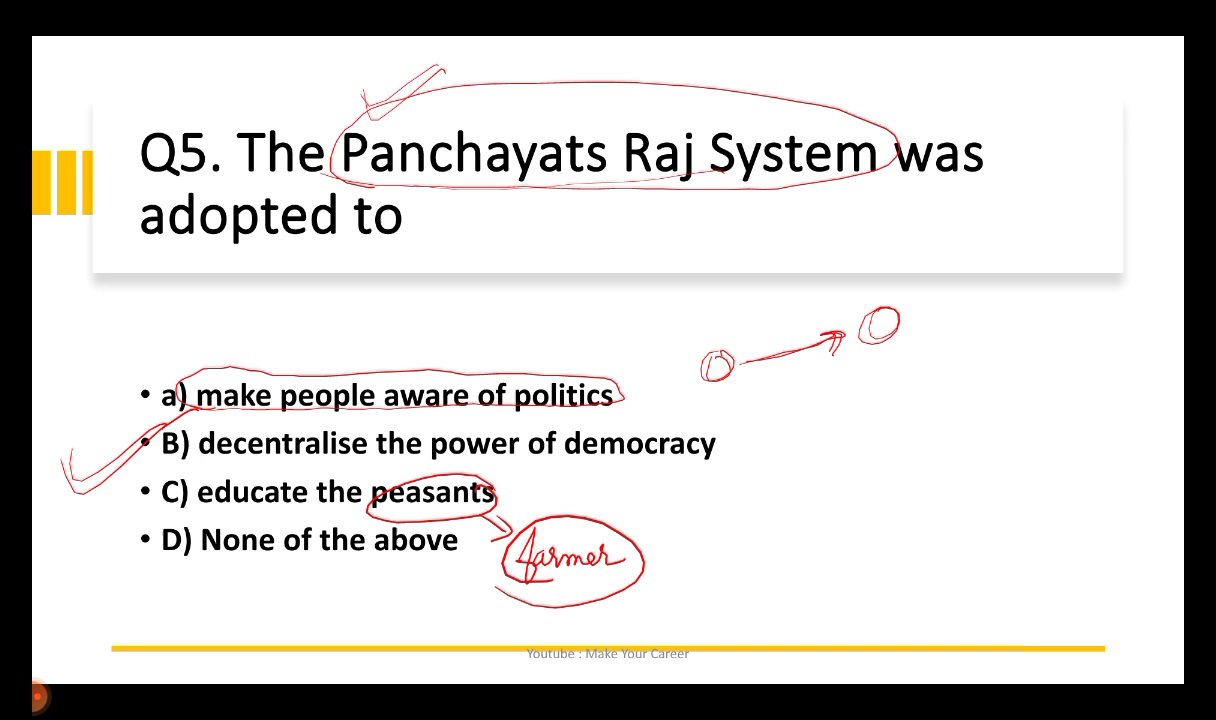 Q5. The Panchayats Raj System was
adopted to
• a) make people aware of politics
• B) decentralise the power of democracy
• C) educate the peasants
• D) None of the above
farmer
Youtube : Make Your Career